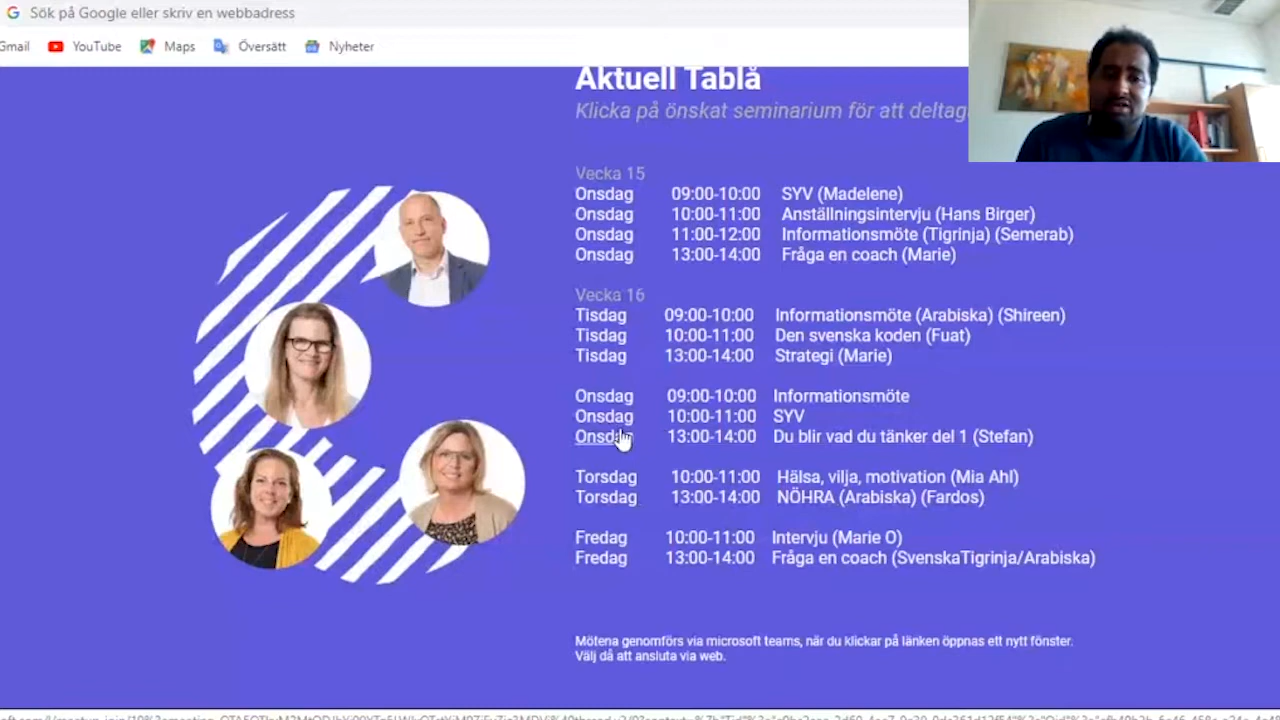 Sök på Google eller skriv en webbadress
Gmail YouTube Maps Översätt Nyheter
Aktuell Tablå
Klicka på önskat seminarium för att deltaga
Vecka 15
Onsdag 09:00-10:00 SYV (Madelene)
Onsdag 10:00-11:00 Anställningsintervju (Hans Birger)
Onsdag 11:00-12:00 Informationsmöte (Tigrinja) (Semerab)
Onsdag 13:00-14:00 Fråga en coach (Marie)
Vecka 16
Tisdag 09:00-10:00 Informationsmöte (Arabiska) (Shireen)
Tisdag 10:00-11:00 Den svenska koden (Fuat)
Tisdag 13:00-14:00 Strategi (Marie)
Onsdag 09:00-10:00 Informationsmöte
Onsdag 10:00-11:00 SYV
Onsdag 13:00-14:00 Du blir vad du tänker del 1 (Stefan)
Torsdag 10:00-11:00 Hälsa, vilja, motivation (Mia Ahl)
Torsdag 13:00-14:00 NÖHRA (Arabiska) (Fardos)
Fredag 10:00-11:00 Intervju (Marie O)
Fredag 13:00-14:00 Fråga en coach (SvenskaTigrinja/Arabiska)
Mötena genomförs via microsoft teams, när du klickar på länken öppnas ett nytt fönster.
Välj då att ansluta via web.